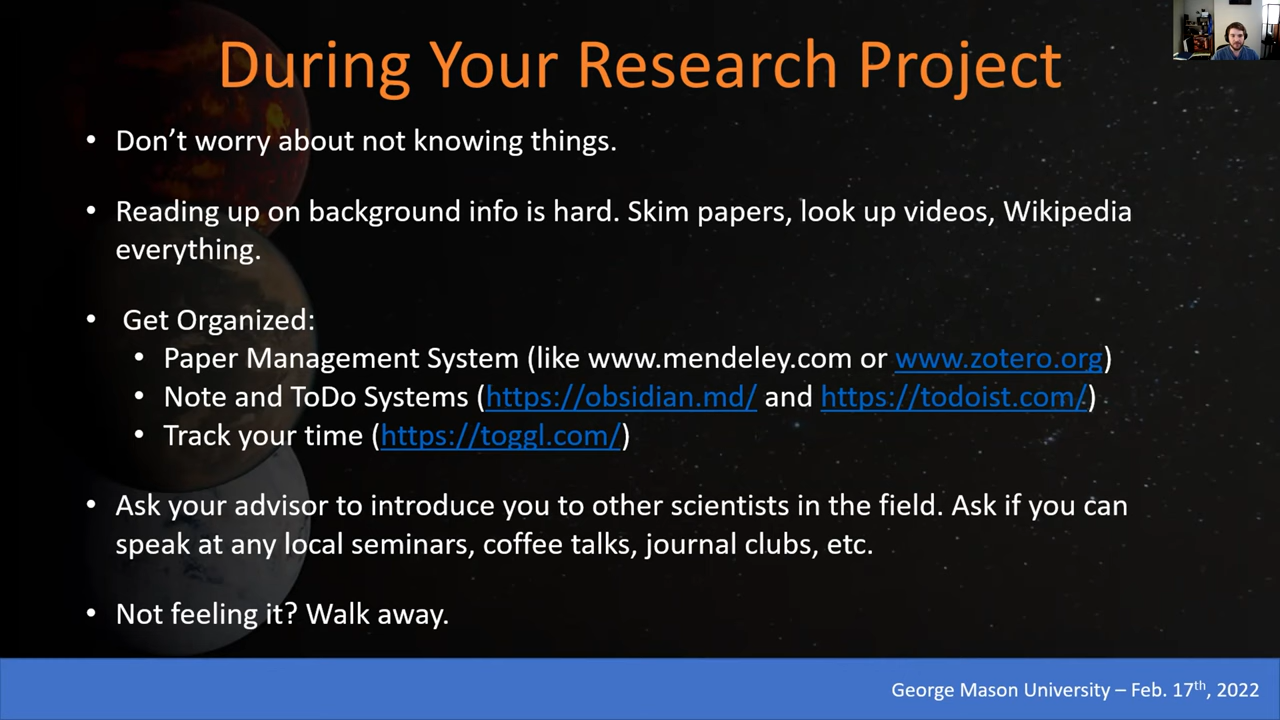 During Your Research Project
• Don’t worry about not knowing things.
• Reading up on background info is hard. Skim papers, look up videos, Wikipedia
everything.
• Get Organized:
• Paper Management System (like www.mendeley.com or www.zotero.org)
• Note and ToDo Systems (https://obsidian.md/ and https://todoist.com/)
• Track your time (https://toggl.com/)
• Ask your advisor to introduce you to other scientists in the field. Ask if you can
speak at any local seminars, coffee talks, journal clubs, etc.
• Not feeling it? Walk away.
George Mason University – Feb. 17th, 2022